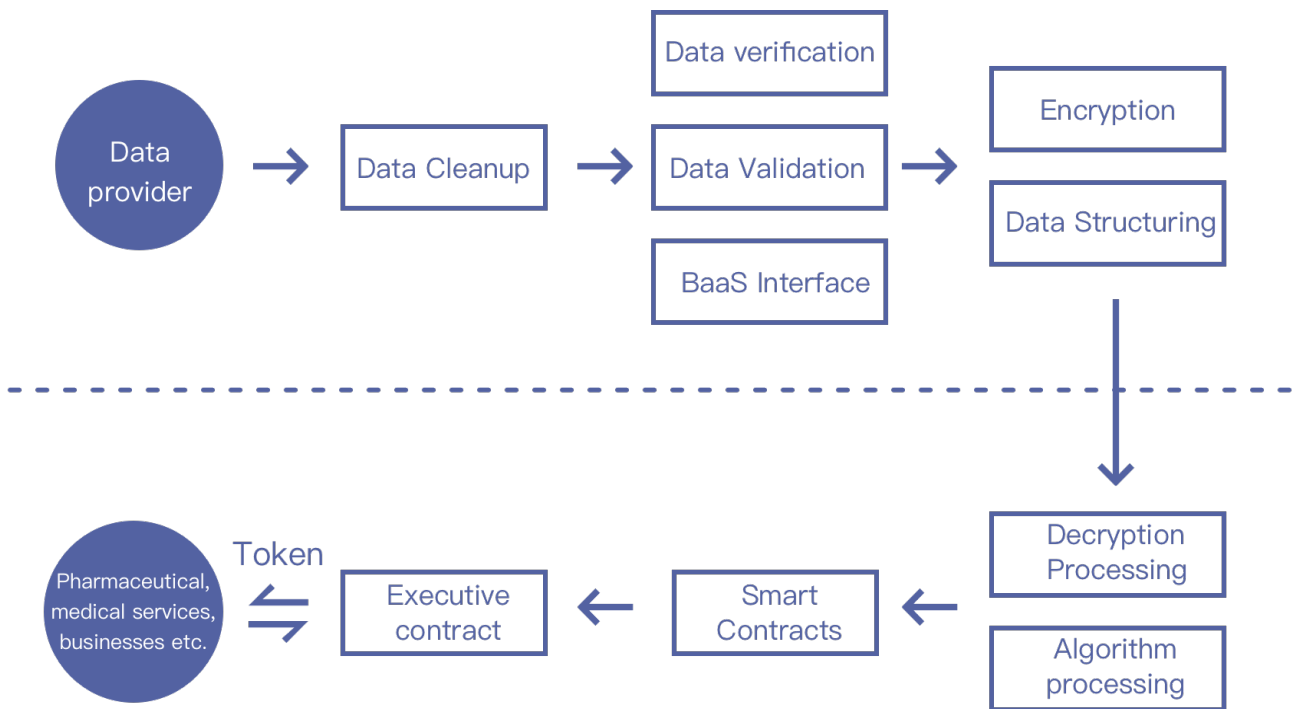 Data
provider
Data Cleanup
Data verification
Data Validation
BaaS Interface
Encryption
Data Structuring
Decryption
Processing
Algorithm
processing
Smart
Contracts
Executive
contract
Token
Pharmaceutical,
medical services,
businesses etc.